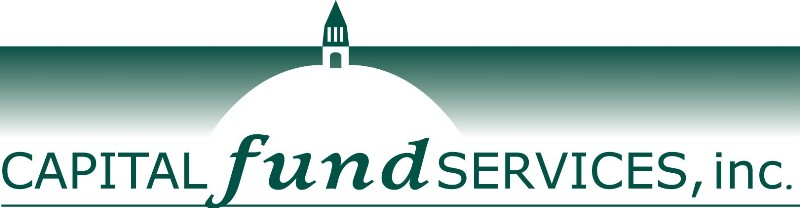 CAPITAL fund SERVICES, inc.